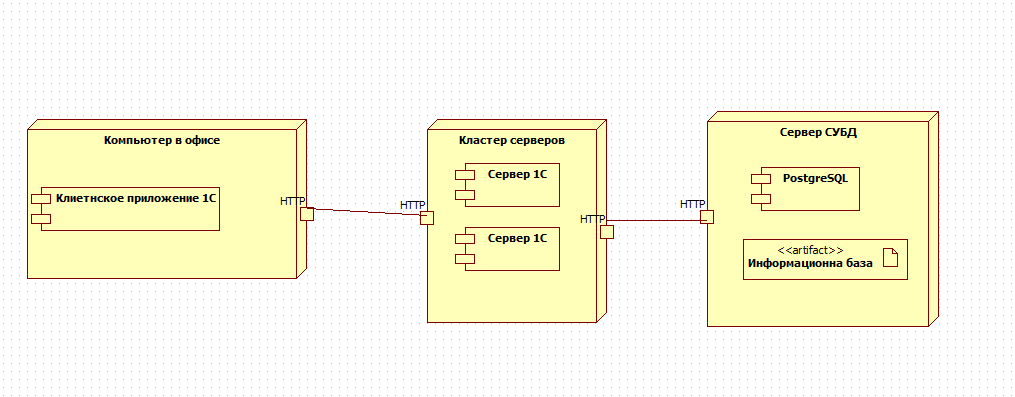 Компьютер в офисе
Клиетнское приложение 1С
HTTP
HTTP
Кластер серверов
Сервер 1С
Сервер 1С
HTTP
HTTP
Сервер СУБД
PostgreSQL
<<artifact>>
Информационна база